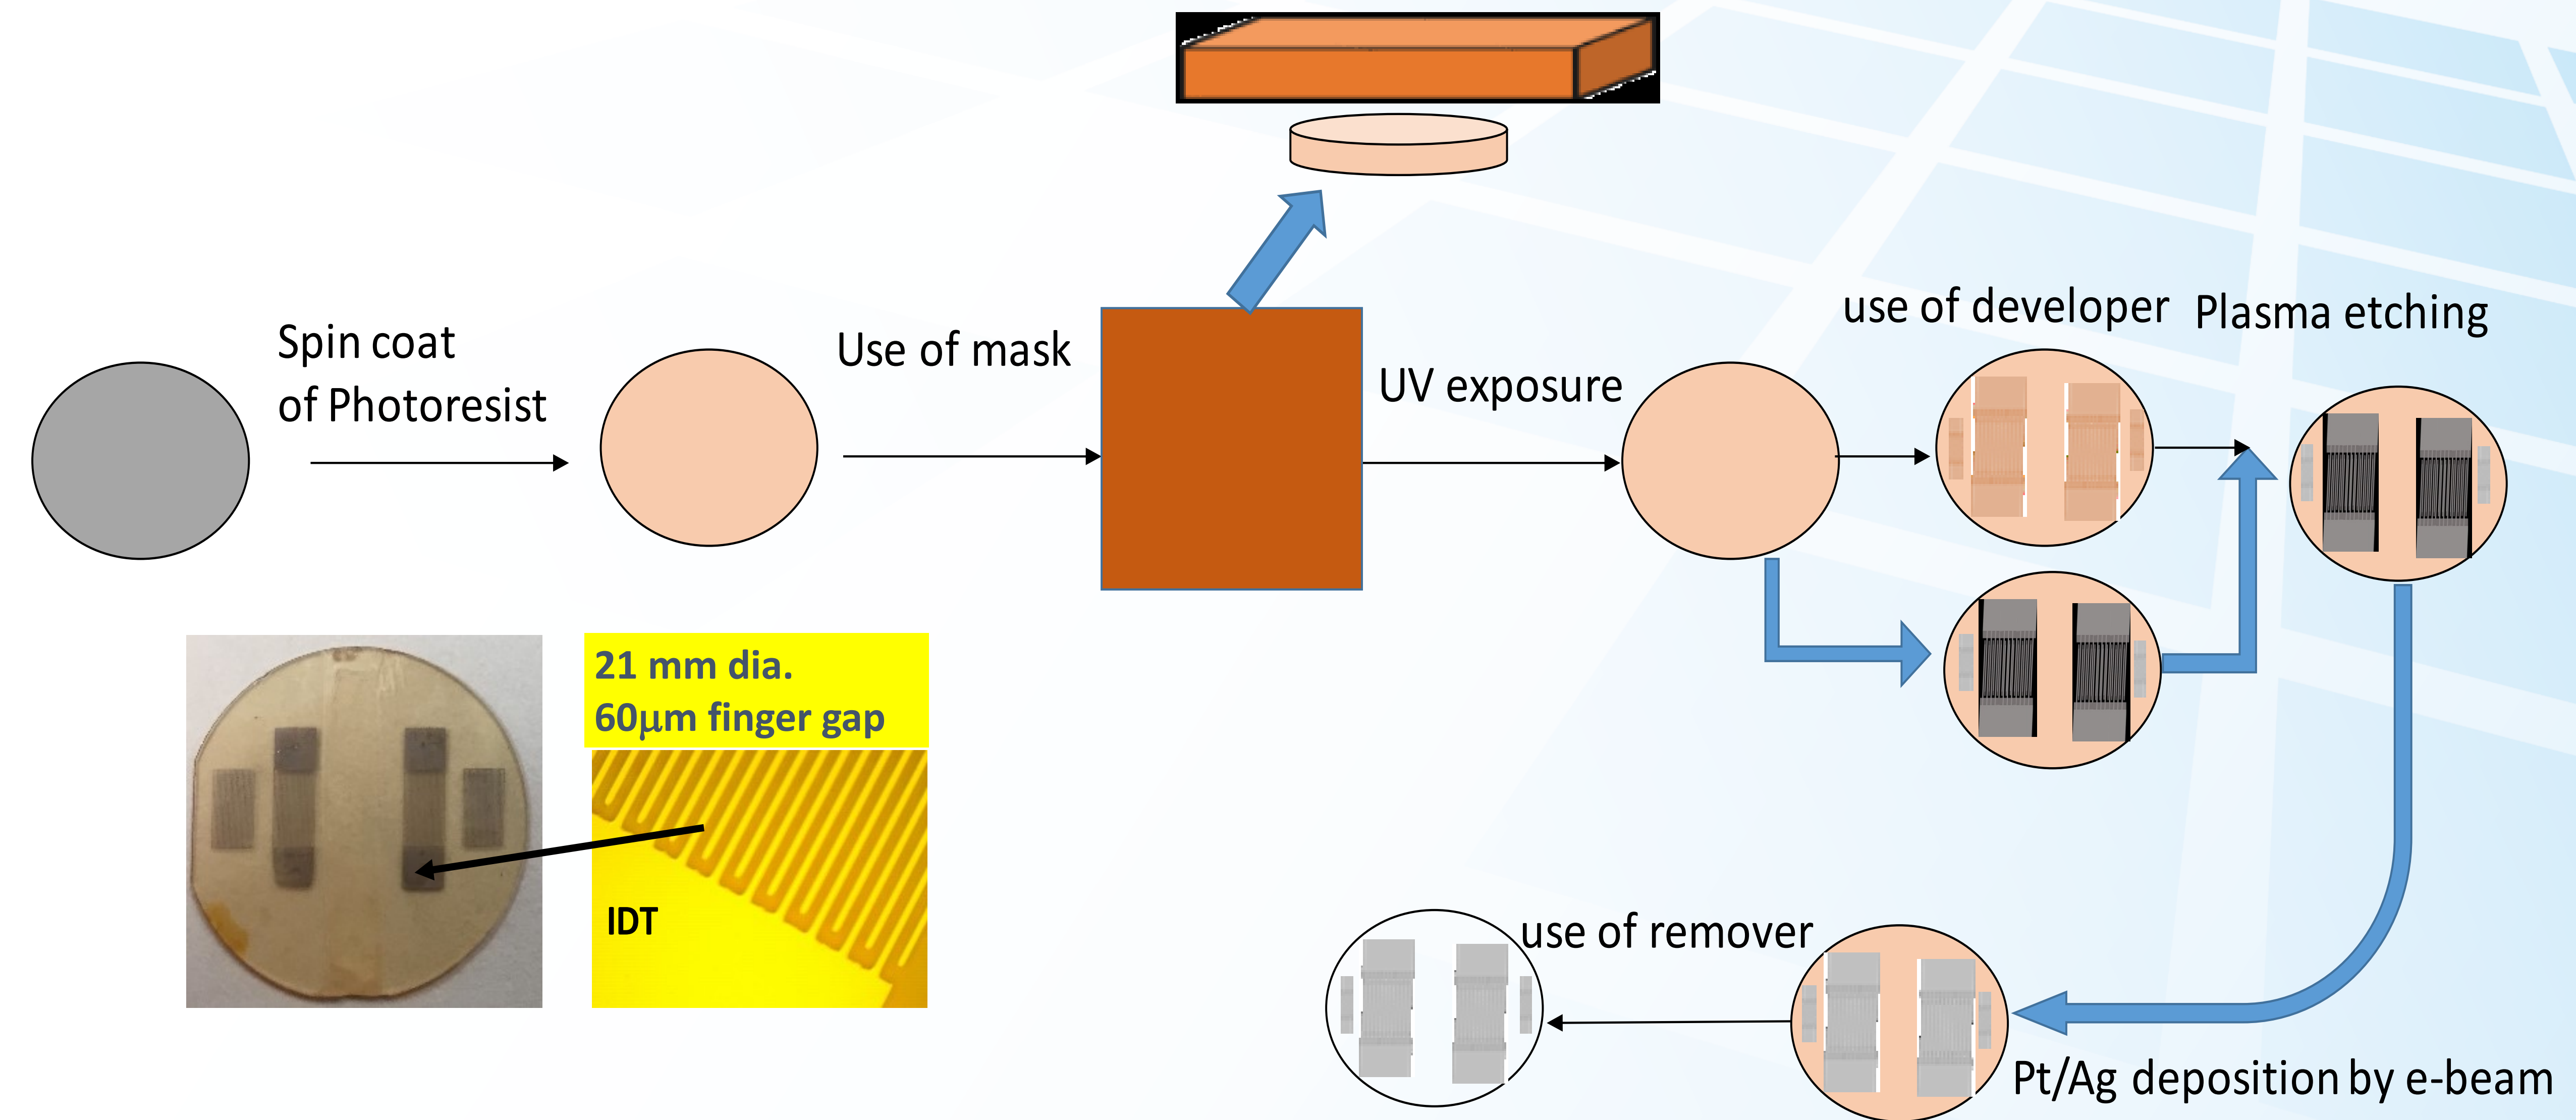 Spin coat
of Photoresist
Use of mask
UV exposure
use of developer
Plasma etching
21 mm dia.
60μm finger gap
IDT
use of remover
Pt/Ag deposition by e-beam